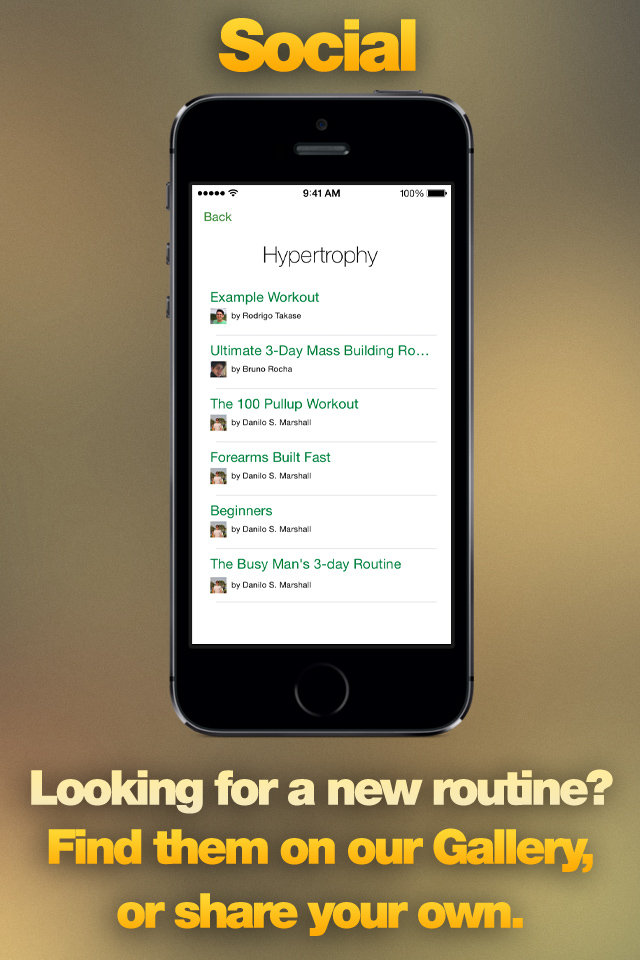 Social
9:41 AM 100%
Back
Hypertrophy
Example Workout
by Rodrigo Takase
Ultimate 3-Day Mass Building Ro...
by Bruno Rocha
The 100 Pullup Workout
by Danilo S. Marshall
Forearms Built Fast
by Danilo S. Marshall
Beginners
by Danilo S. Marshall
The Busy Man's 3-day Routine
by Danilo S. Marshall
Looking for a new routine?
Find them on our Gallery,
or share your own.